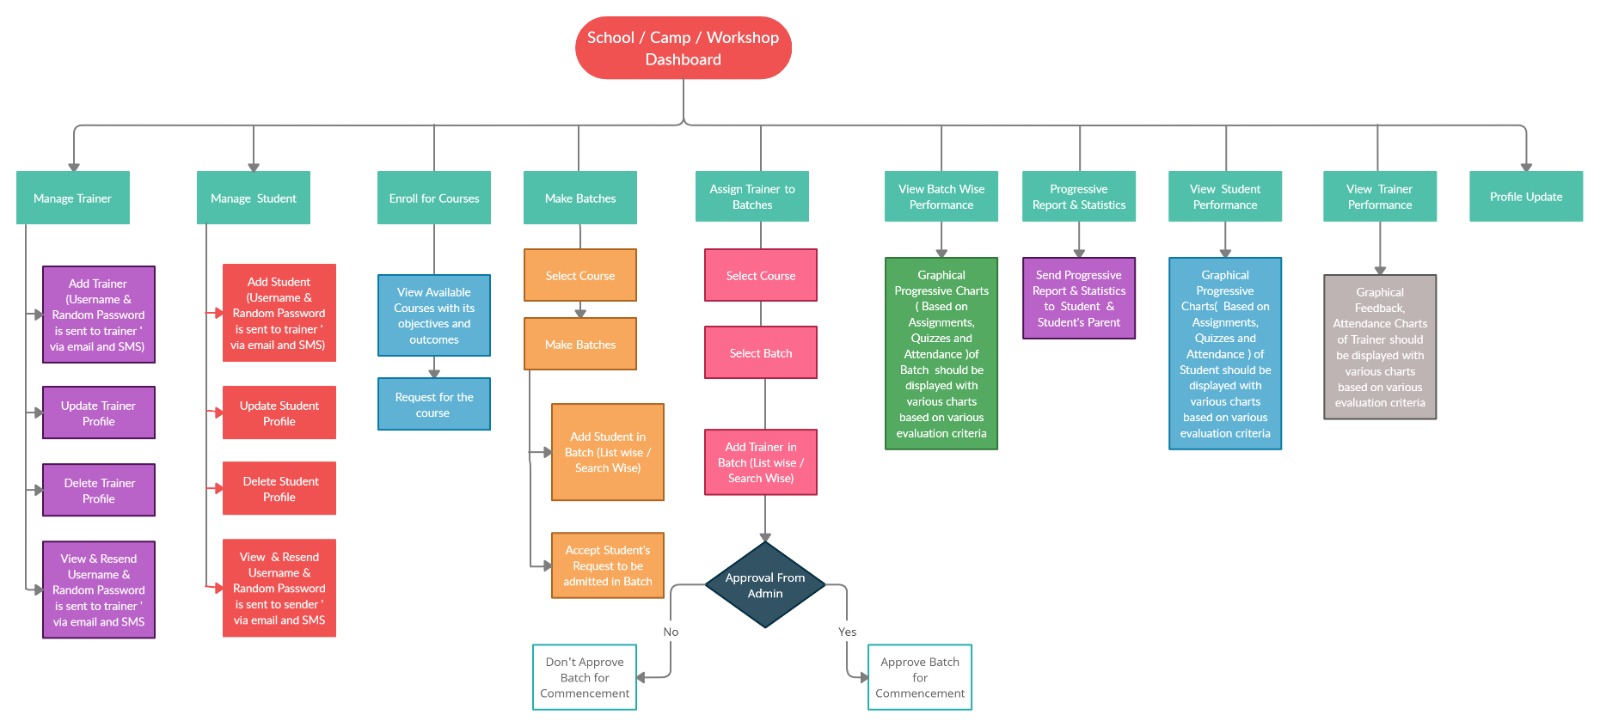 School / Camp / Workshop
Dashboard
Manage Trainer
Manage  Student
Enroll for Courses
Make Batches
Assign Trainer to
Batches
View Batch Wise
Performance
Progressive
Report & Statistics
View  Student
Performance
View  Trainer
Performance
Profile Update
Add Trainer
(Username &
Random Password
is sent to trainer '
via email and SMS)
Update Trainer
Profile
Delete Trainer
Profile
View & Resend
Username &
Random Password
is sent to trainer '
via email and SMS
Add Student
(Username &
Random Password
is sent to trainer '
via email and SMS)
Update Student
Profile
Delete Student
Profile
View  & Resend
Username &
Random Password
is sent to sender '
via email and SMS
View Available
Courses with its
objectives and
outcomes
Request for the
course
Select Course
Make Batches
Add Student in
Batch (List wise /
Search Wise)
Accept Student's
Request to be
admitted in Batch
Select Course
Select Batch
Add Trainer in
Batch (List wise /
Search Wise)
Approval From
Admin
No
Yes
Don't Approve
Batch for
Commencement
Approve Batch
for
Commencement
Graphical
Progressive Charts
( Based on
Assignments,
Quizzes and
Attendance )of
Batch  should be
displayed with
various charts
based on various
evaluation criteria
Send Progressive
Report & Statistics
to  Student  &
Student's Parent
Graphical
Progressive
Charts(  Based on
Assignments,
Quizzes and
Attendance ) of
Student should be
displayed with
various charts
based on various
evaluation criteria
Graphical
Feedback,
Attendance Charts
of Trainer should
be displayed with
various charts
based on various
evaluation criteria